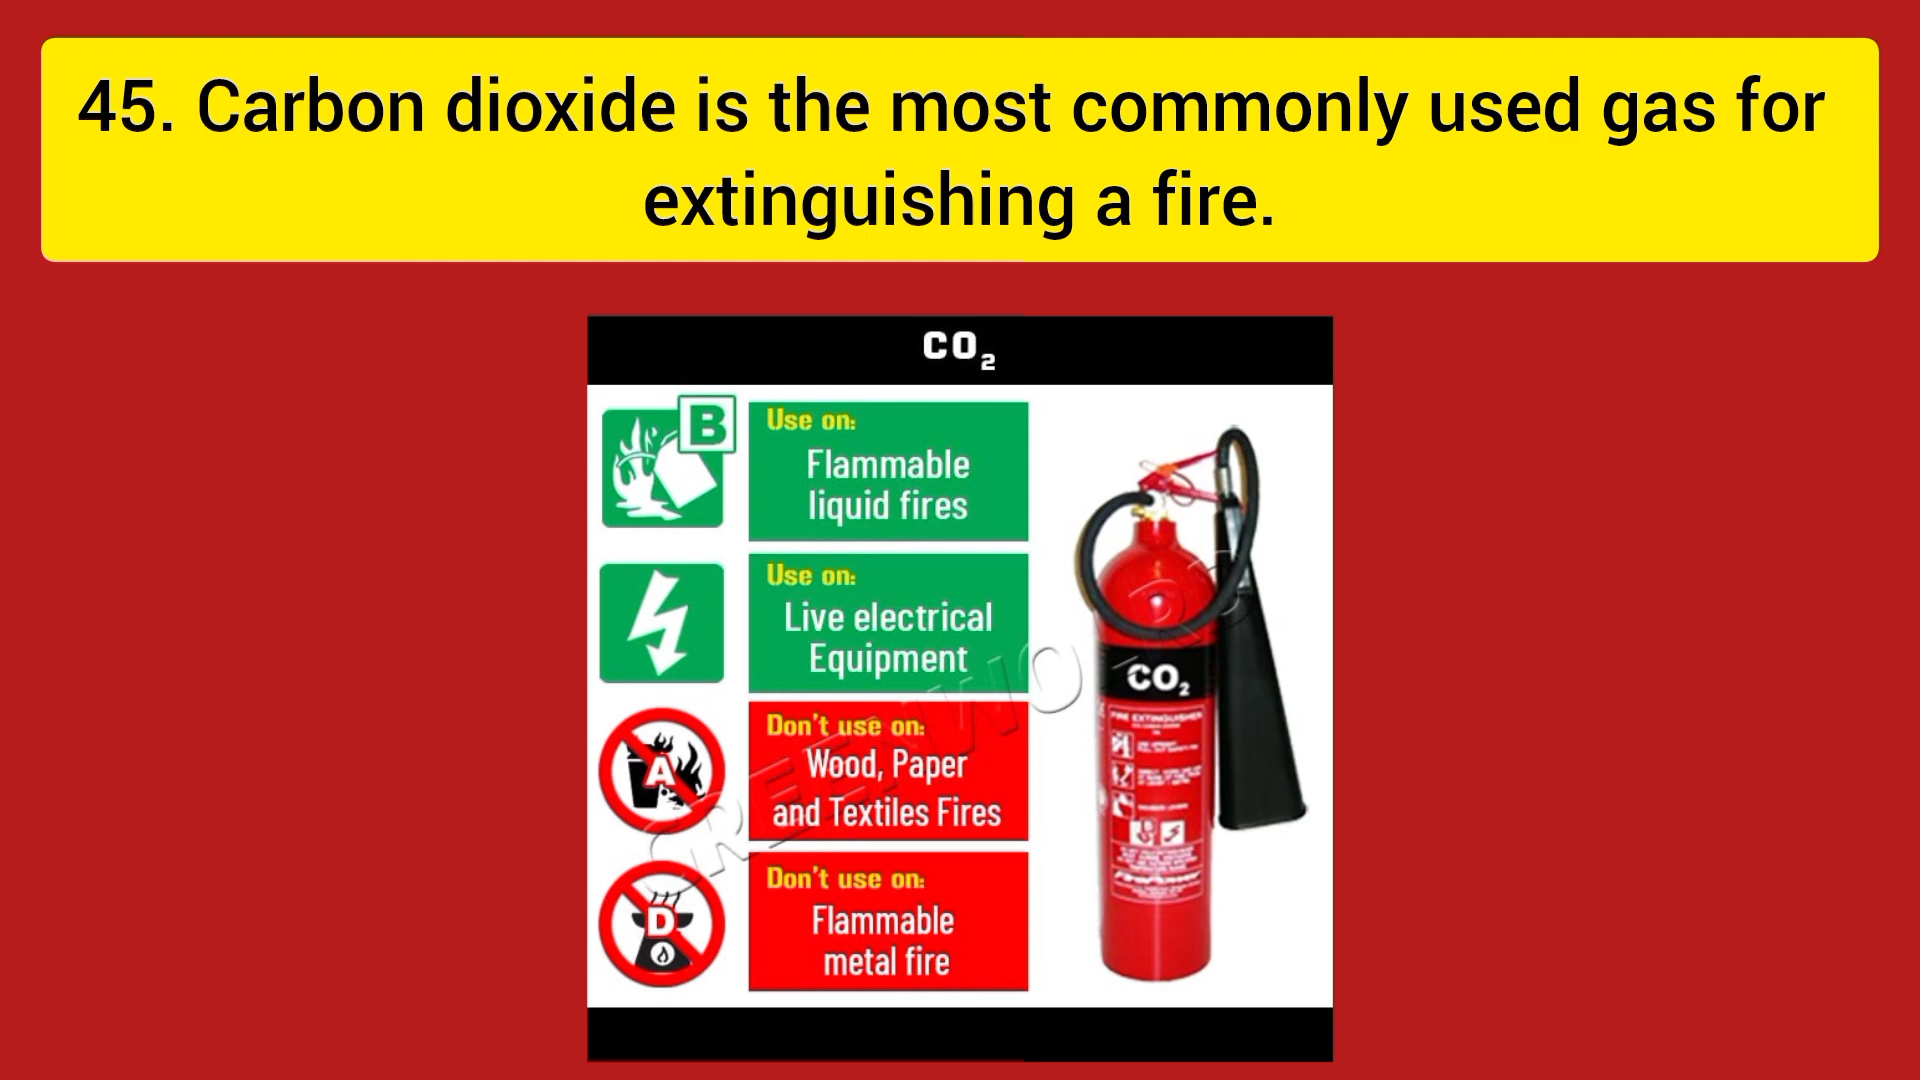 45. Carbon dioxide is the most commonly used gas for
extinguishing a fire.
CO₂
B
Use on:
Flammable
liquid fires
Use on:
Live electrical
Equipment
A
Don't use on:
Wood, Paper
and Textiles Fires
D
Don't use on:
Flammable
metal fire
CO₂
FIRE EXTINGUISHER